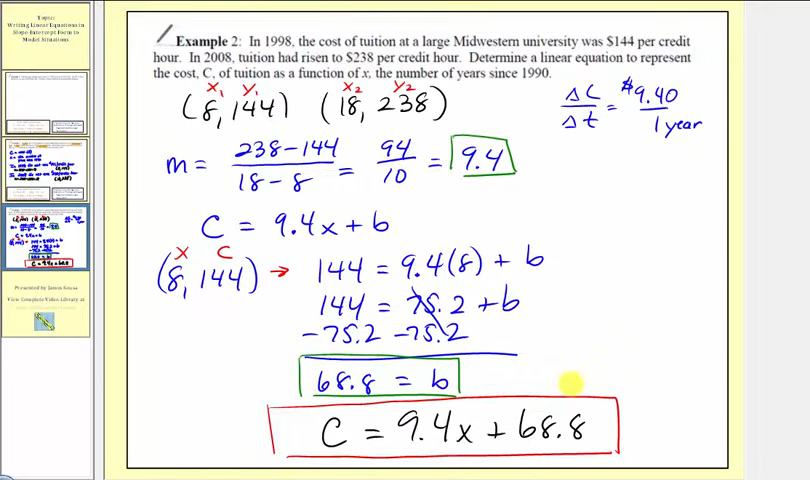 Topic:
Writing Linear Equations in
Slope-Intercept Form to
Model Situations
Example 2: In 1998, the cost of tuition at a large Midwestern university was $144 per credit
hour. In 2008, tuition had risen to $238 per credit hour. Determine a linear equation to represent
the cost, C, of tuition as a function of x, the number of years since 1990.
x₁ y₁ x₂ y₂
(8, 144) (18, 238)
ΔC/Δt = $9.40/1 year
m = (238-144)/(18-8) = 94/10 = 9.4
C = 9.4x + b
x C
(8, 144) → 144 = 9.4(8) + b
144 = 75.2 + b
-75.2 -75.2
68.8 = b
C = 9.4x + 68.8
Presented by James Sousa
View Complete Video Library at